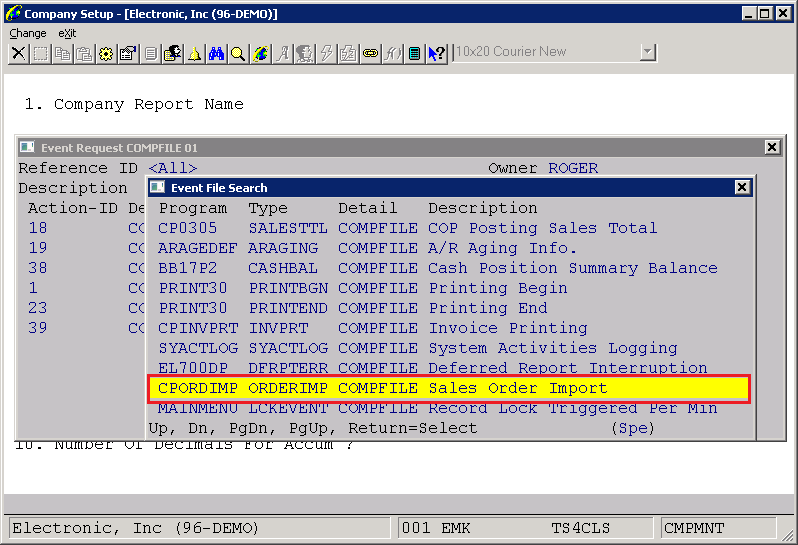 Company Setup - [Electronic, Inc (96-DEMO)]
Change eXit
10x20 Courier New
1. Company Report Name
Event Request COMPFILE 01
Reference ID <All> Owner ROGER
Description
Event File Search
Action-ID De Program Type Detail Description
18 CO CP0305 SALESTTL COMPFILE COP Posting Sales Total
19 CO ARAGEDEF ARAGING COMPFILE A/R Aging Info.
38 CO BB17P2 CASHBAL COMPFILE Cash Position Summary Balance
1 CO PRINT30 PRINTBGN COMPFILE Printing Begin
23 CO PRINT30 PRINTEND COMPFILE Printing End
39 CO CPINVPRT INVPRT COMPFILE Invoice Printing
SYACTLOG SYACTLOG COMPFILE System Activities Logging
EL700DP DFRPTERR COMPFILE Deferred Report Interruption
CPORDIMP ORDERIMP COMPFILE Sales Order Import
MAINMENU LCKEVENT COMPFILE Record Lock Triggered Per Min
Up, Dn, PgDn, PgUp, Return=Select (Spe)
10. Number Of Decimals For Accum ?
Electronic, Inc (96-DEMO) 001 EMK TS4CLS CMPMNT